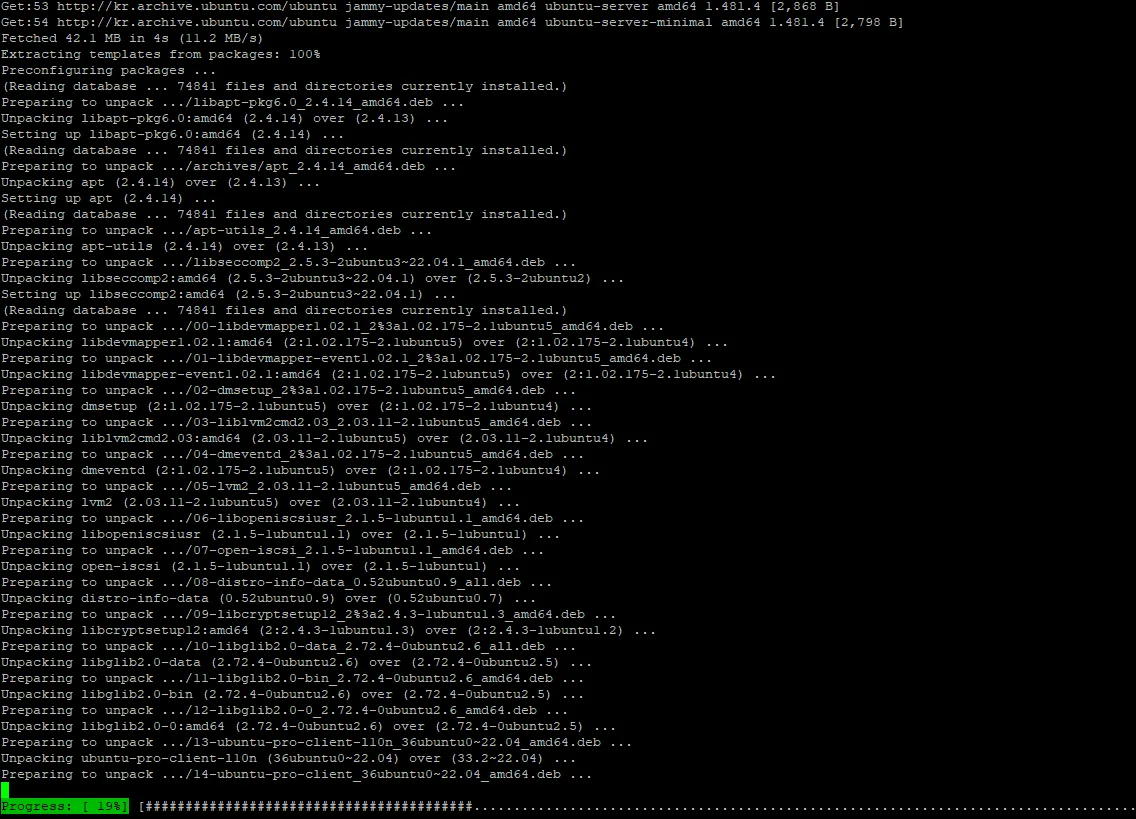 Get:53 http://kr.archive.ubuntu.com/ubuntu jammy-updates/main amd64 ubuntu-server amd64 1.481.4 [2,868 B]
Get:54 http://kr.archive.ubuntu.com/ubuntu jammy-updates/main amd64 ubuntu-server-minimal amd64 1.481.4 [2,798 B]
Fetched 42.1 MB in 4s (11.2 MB/s)
Extracting templates from packages: 100%
Preconfiguring packages ...
(Reading database ... 74841 files and directories currently installed.)
Preparing to unpack .../libapt-pkg6.0_2.4.14_amd64.deb ...
Unpacking libapt-pkg6.0:amd64 (2.4.14) over (2.4.13) ...
Setting up libapt-pkg6.0:amd64 (2.4.14) ...
(Reading database ... 74841 files and directories currently installed.)
Preparing to unpack .../archives/apt_2.4.14_amd64.deb ...
Unpacking apt (2.4.14) over (2.4.13) ...
Setting up apt (2.4.14) ...
(Reading database ... 74841 files and directories currently installed.)
Preparing to unpack .../apt-utils_2.4.14_amd64.deb ...
Unpacking apt-utils (2.4.14) over (2.4.13) ...
Preparing to unpack .../libseccomp2_2.5.3-2ubuntu3~22.04.1_amd64.deb ...
Unpacking libseccomp2:amd64 (2.5.3-2ubuntu3~22.04.1) over (2.5.3-2ubuntu2) ...
Setting up libseccomp2:amd64 (2.5.3-2ubuntu3~22.04.1) ...
(Reading database ... 74841 files and directories currently installed.)
Preparing to unpack .../00-libdevmapper1.02.1_2%3a1.02.175-2.1ubuntu5_amd64.deb ...
Unpacking libdevmapper1.02.1:amd64 (2:1.02.175-2.1ubuntu5) over (2:1.02.175-2.1ubuntu4) ...
Preparing to unpack .../01-libdevmapper-event1.02.1_2%3a1.02.175-2.1ubuntu5_amd64.deb ...
Unpacking libdevmapper-event1.02.1:amd64 (2:1.02.175-2.1ubuntu5) over (2:1.02.175-2.1ubuntu4) ...
Preparing to unpack .../02-dmsetup_2%3a1.02.175-2.1ubuntu5_amd64.deb ...
Unpacking dmsetup (2:1.02.175-2.1ubuntu5) over (2:1.02.175-2.1ubuntu4) ...
Preparing to unpack .../03-liblvm2cmd2.03_2.03.11-2.1ubuntu5_amd64.deb ...
Unpacking liblvm2cmd2.03:amd64 (2.03.11-2.1ubuntu5) over (2.03.11-2.1ubuntu4) ...
Preparing to unpack .../04-dmeventd_2%3a1.02.175-2.1ubuntu5_amd64.deb ...
Unpacking dmeventd (2:1.02.175-2.1ubuntu5) over (2:1.02.175-2.1ubuntu4) ...
Preparing to unpack .../05-lvm2_2.03.11-2.1ubuntu5_amd64.deb ...
Unpacking lvm2 (2.03.11-2.1ubuntu5) over (2.03.11-2.1ubuntu4) ...
Preparing to unpack .../06-libopeniscsiusr_2.1.5-1ubuntu1.1_amd64.deb ...
Unpacking libopeniscsiusr (2.1.5-1ubuntu1.1) over (2.1.5-1ubuntu1) ...
Preparing to unpack .../07-open-iscsi_2.1.5-1ubuntu1.1_amd64.deb ...
Unpacking open-iscsi (2.1.5-1ubuntu1.1) over (2.1.5-1ubuntu1) ...
Preparing to unpack .../08-distro-info-data_0.52ubuntu0.9_all.deb ...
Unpacking distro-info-data (0.52ubuntu0.9) over (0.52ubuntu0.7) ...
Preparing to unpack .../09-libcryptsetup12_2%3a2.4.3-1ubuntu1.3_amd64.deb ...
Unpacking libcryptsetup12:amd64 (2:2.4.3-1ubuntu1.3) over (2:2.4.3-1ubuntu1.2) ...
Preparing to unpack .../10-libglib2.0-data_2.72.4-0ubuntu2.6_all.deb ...
Unpacking libglib2.0-data (2.72.4-0ubuntu2.6) over (2.72.4-0ubuntu2.5) ...
Preparing to unpack .../11-libglib2.0-bin_2.72.4-0ubuntu2.6_amd64.deb ...
Unpacking libglib2.0-bin (2.72.4-0ubuntu2.6) over (2.72.4-0ubuntu2.5) ...
Preparing to unpack .../12-libglib2.0-0_2.72.4-0ubuntu2.6_amd64.deb ...
Unpacking libglib2.0-0:amd64 (2.72.4-0ubuntu2.6) over (2.72.4-0ubuntu2.5) ...
Preparing to unpack .../13-ubuntu-pro-client-l10n_36ubuntu0~22.04_amd64.deb ...
Unpacking ubuntu-pro-client-l10n (36ubuntu0~22.04) over (33.2~22.04) ...
Preparing to unpack .../14-ubuntu-pro-client_36ubuntu0~22.04_amd64.deb ...
Progress: [ 19%] [#########################################...................................................................................